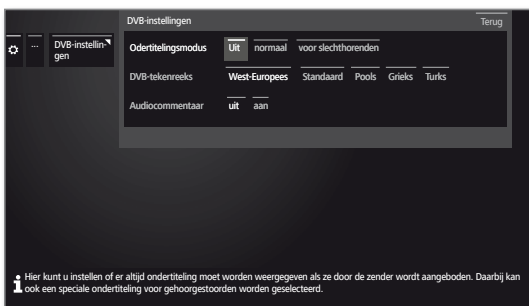 DVB-instellingen Terug
...
DVB-instellin-
gen
Odertitelingsmodus Uit normaal voor slechthorenden
DVB-tekenreeks West-Europees Standaard Pools Grieks Turks
Audiocommentaar uit aan
Hier kunt u instellen of er altijd ondertiteling moet worden weergegeven als ze door de zender wordt aangeboden. Daarbij kan
ook een speciale ondertiteling voor gehoorgestoorden worden geselecteerd.